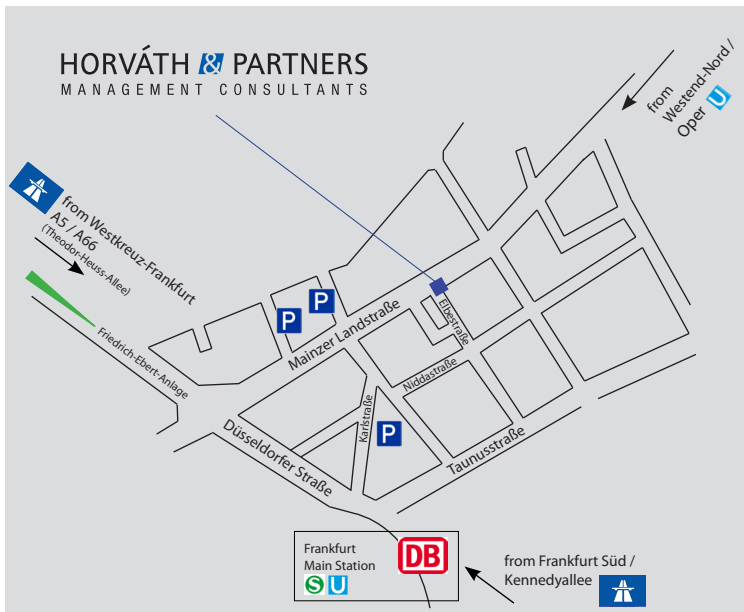 HORVÁTH & PARTNERS
MANAGEMENT CONSULTANTS
from
Westend-Nord /
Oper U
from Westkreuz-Frankfurt
A5 / A66
(Theodor-Heuss-Allee)
Friedrich-Ebert-Anlage
P
P
Mainzer Landstraße
Elbestraße
Niddastraße
Karlstraße
P
Taunusstraße
Düsseldorfer Straße
Frankfurt
Main Station
S U
DB
from Frankfurt Süd /
Kennedyallee